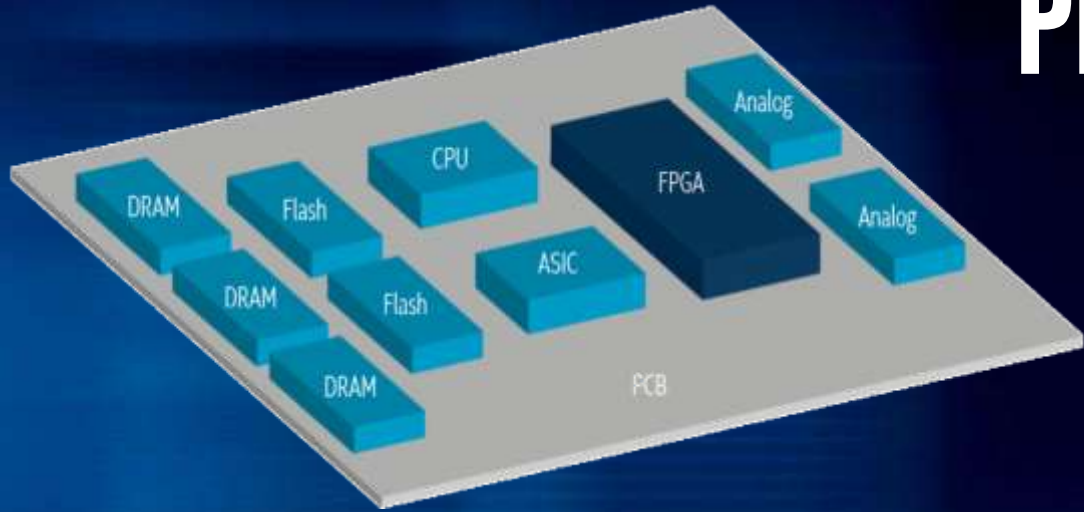 Analog
CPU
FPGA
DRAM
Flash
Analog
ASIC
DRAM
Flash
DRAM
PCB